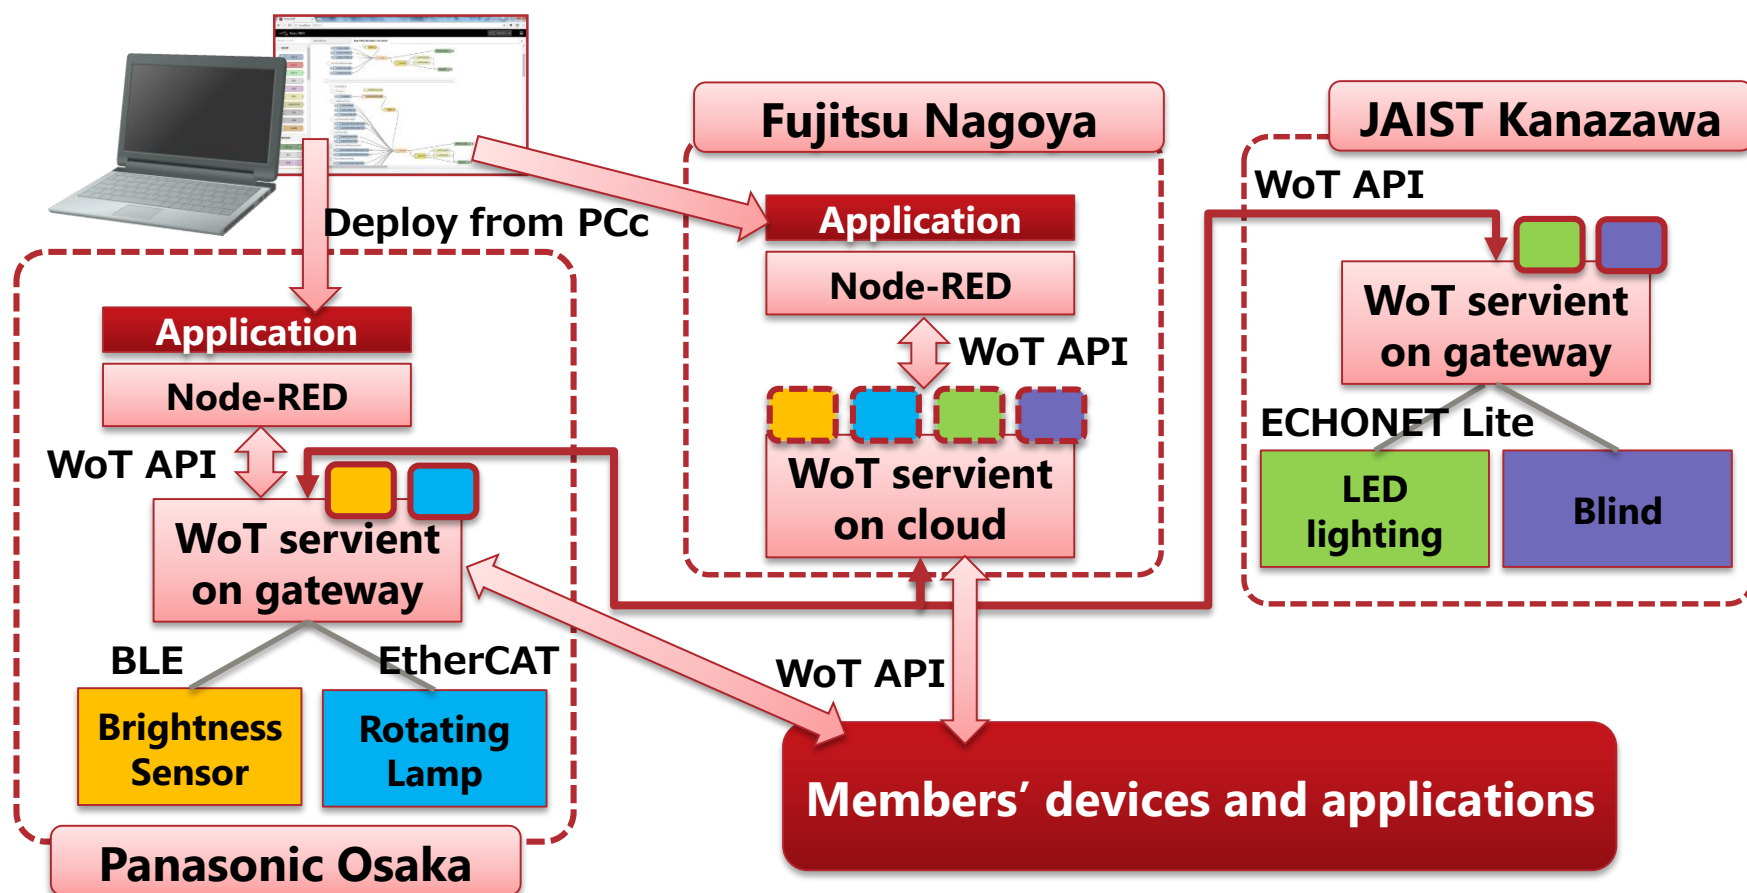 Fujitsu Nagoya
JAIST Kanazawa
Deploy from PCc
Application
Node-RED
WoT API
WoT servient
on cloud
WoT API
WoT servient
on gateway
ECHONET Lite
LED
lighting
Blind
Application
Node-RED
WoT API
WoT servient
on gateway
BLE
EtherCAT
Brightness
Sensor
Rotating
Lamp
Panasonic Osaka
WoT API
Members’ devices and applications